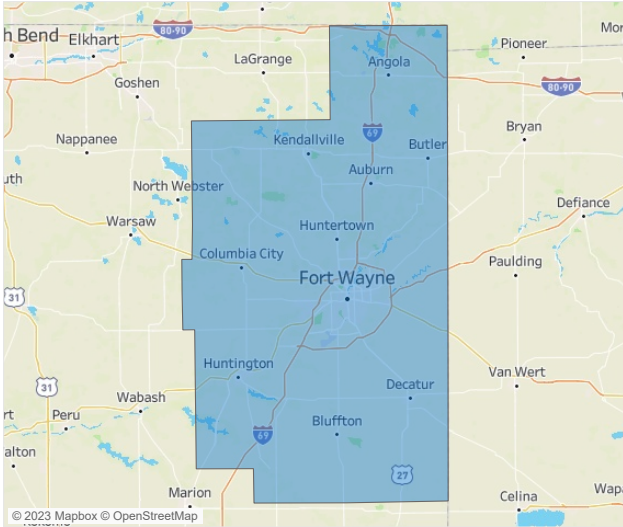 h Bend
Elkhart
80-90
Pioneer
Mor
LaGrange
Angola
Goshen
80-90
69
Bryan
Nappanee
Kendallville
Butler
uth
North Webster
Auburn
Defiance
Warsaw
Huntertown
Columbia City
Paulding
Fort Wayne
31
Huntington
Van Wert
31
Decatur
Wabash
rt
Peru
Bluffton
69
alton
27
Marion
Celina
Wapa
© 2023 Mapbox © OpenStreetMap